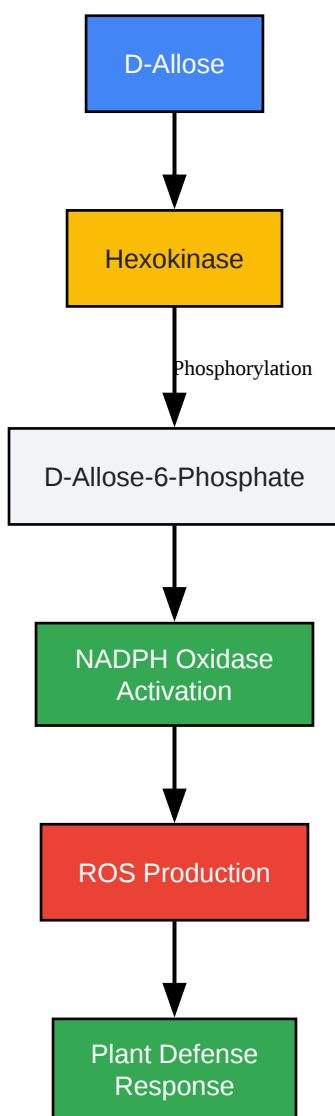 D-Allose
Hexokinase
Phosphorylation
D-Allose-6-Phosphate
NADPH Oxidase
Activation
ROS Production
Plant Defense
Response